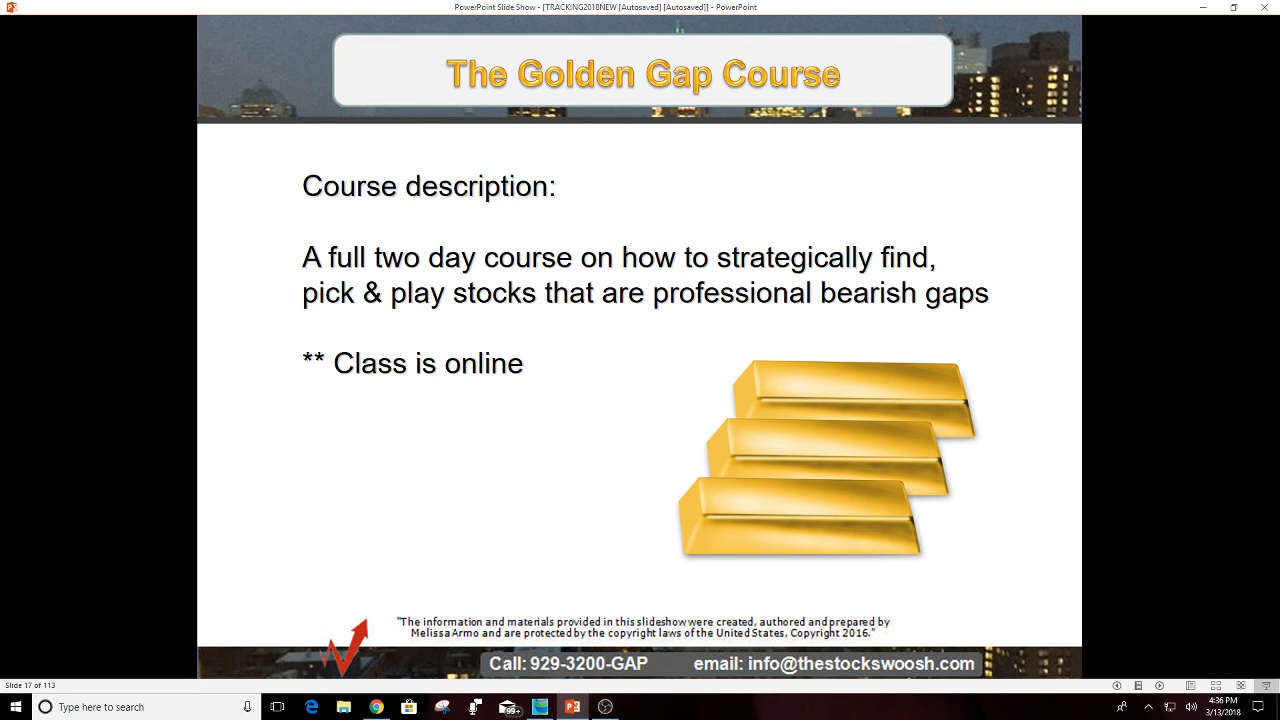 PowerPoint Slide Show - [TRACKING2018NEW [Autosaved] [Autosaved]] - PowerPoint
The Golden Gap Course
Course description:
A full two day course on how to strategically find,
pick & play stocks that are professional bearish gaps
** Class is online
"The information and materials provided in this slideshow were created, authored and prepared by
Melissa Armo and are protected by the copyright laws of the United States, Copyright 2016."
Call: 929-3200-GAP email: info@thestockswoosh.com
Slide 17 of 113
Type here to search
99+
4:36 PM
3/13/2018